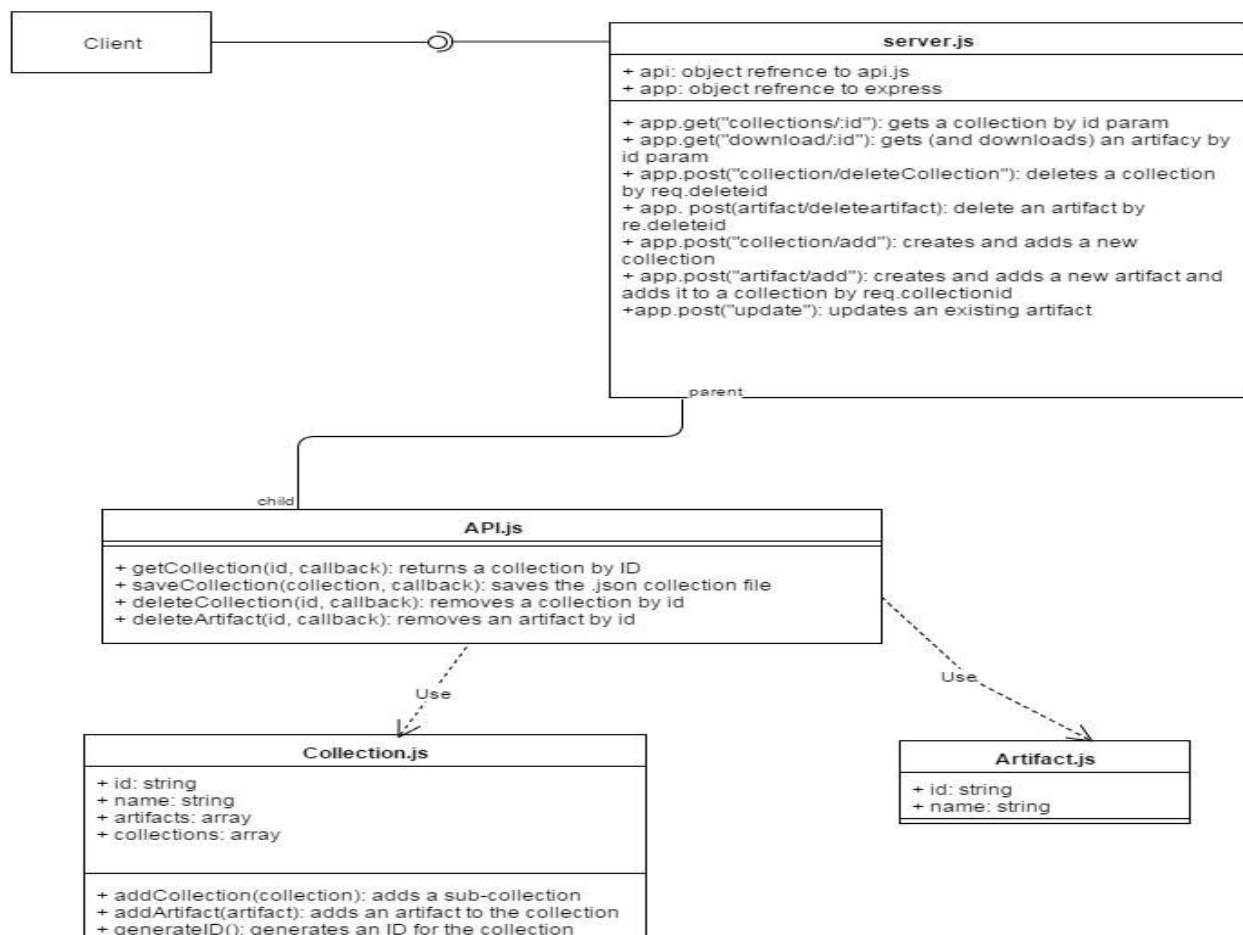 Client
server.js
+ api: object refrence to api.js
+ app: object refrence to express
+ app.get("collections/:id"): gets a collection by id param
+ app.get("download/:id"): gets (and downloads) an artifacy by
id param
+ app.post("collection/deleteCollection"): deletes a collection
by req.deleteid
+ app. post(artifact/deleteartifact): delete an artifact by
re.deleteid
+ app.post("collection/add"): creates and adds a new
collection
+ app.post("artifact/add"): creates and adds a new artifact and
adds it to a collection by req.collectionid
+app.post("update"): updates an existing artifact
parent
child
API.js
+ getCollection(id, callback): returns a collection by ID
+ saveCollection(collection, callback): saves the .json collection file
+ deleteCollection(id, callback): removes a collection by id
+ deleteArtifact(id, callback): removes an artifact by id
Use
Use
Collection.js
+ id: string
+ name: string
+ artifacts: array
+ collections: array
+ addCollection(collection): adds a sub-collection
+ addArtifact(artifact): adds an artifact to the collection
+ generateID(): generates an ID for the collection
Artifact.js
+ id: string
+ name: string